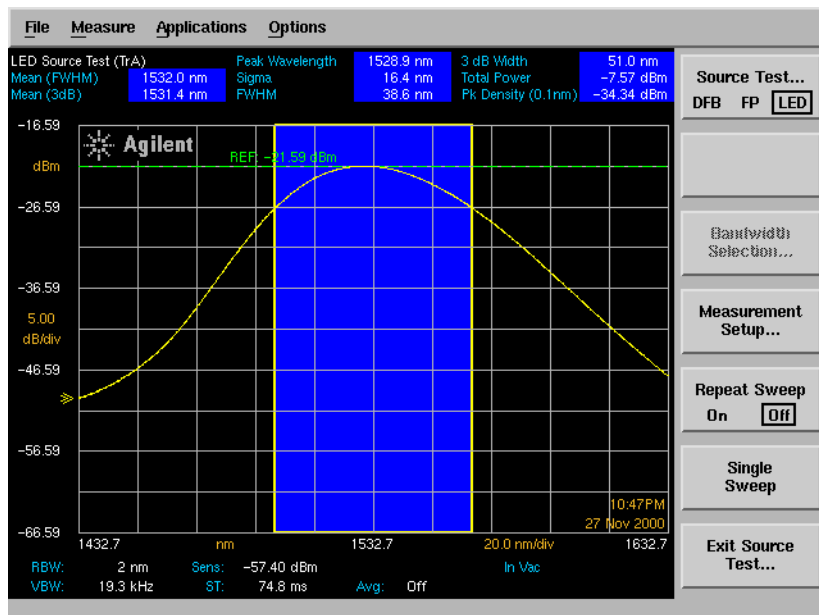 File Measure Applications Options
LED Source Test (TrA) Peak Wavelength 1528.9 nm 3 dB Width 51.0 nm
Mean (FWHM) 1532.0 nm Sigma 16.4 nm Total Power −7.57 dBm
Mean (3dB) 1531.4 nm FWHM 38.6 nm Pk Density (0.1nm) −34.34 dBm
Source Test...
DFB FP LED
−16.59
Agilent
REF: −21.59 dBm
dBm
−26.59
Bandwidth
Selection...
−36.59
5.00
dB/div
Measurement
Setup...
−46.59
Repeat Sweep
On Off
−56.59
Single
Sweep
10:47PM
27 Nov 2000
−66.59
1432.7 nm 1532.7 20.0 nm/div 1632.7
Exit Source
Test...
RBW: 2 nm Sens: −57.40 dBm In Vac
VBW: 19.3 kHz ST: 74.8 ms Avg: Off